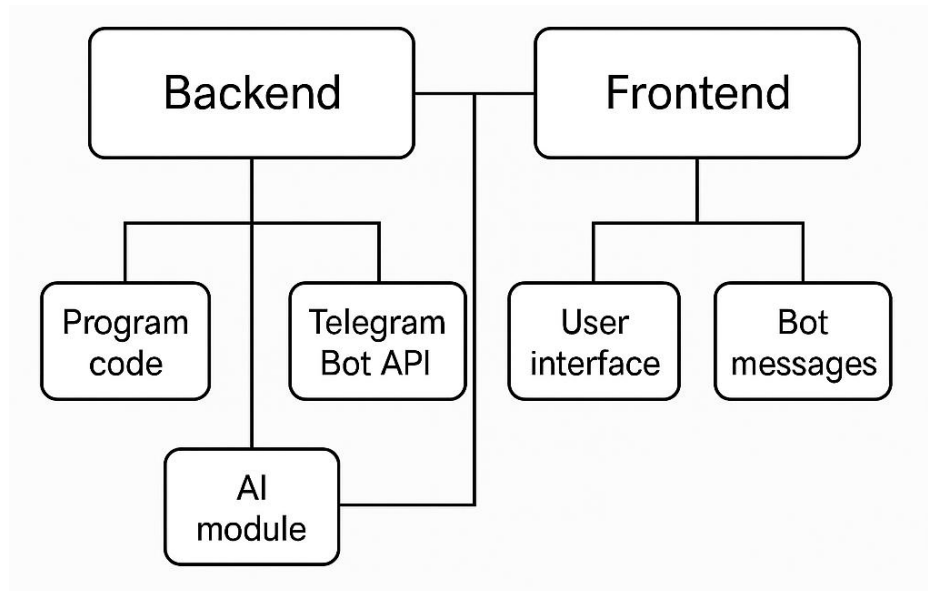 Backend
Frontend
Program
code
Telegram
Bot API
User
interface
Bot
messages
AI
module